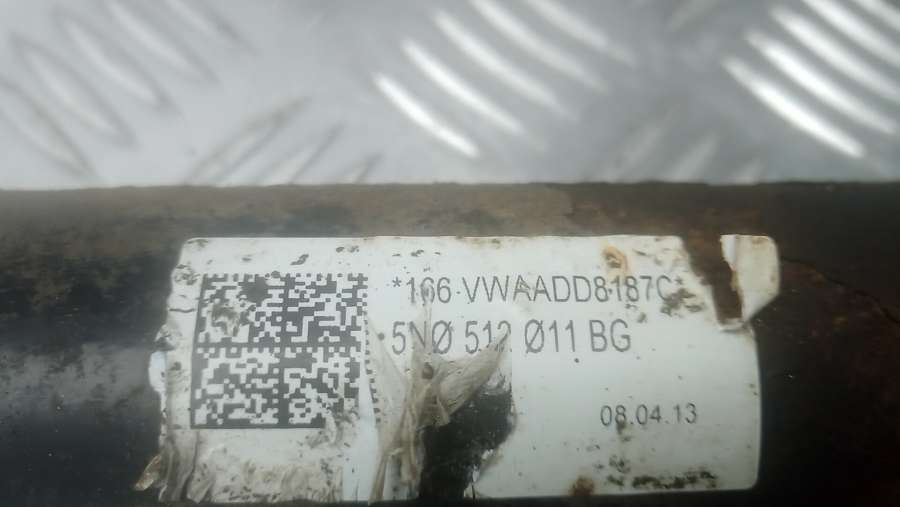 *166 VWAADD8187C*
5NØ 512 Ø11 BG
08.04.13